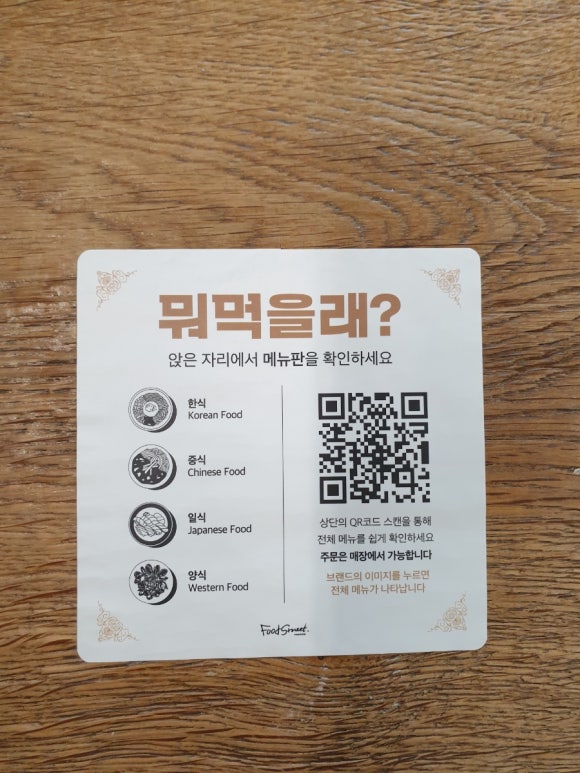 뭐먹을래?
앉은 자리에서 메뉴판을 확인하세요
한식
Korean Food
중식
Chinese Food
일식
Japanese Food
양식
Western Food
상단의 QR코드 스캔을 통해
전체 메뉴를 쉽게 확인하세요
주문은 매장에서 가능합니다
브랜드의 이미지를 누르면
전체 메뉴가 나타납니다
Food Street.